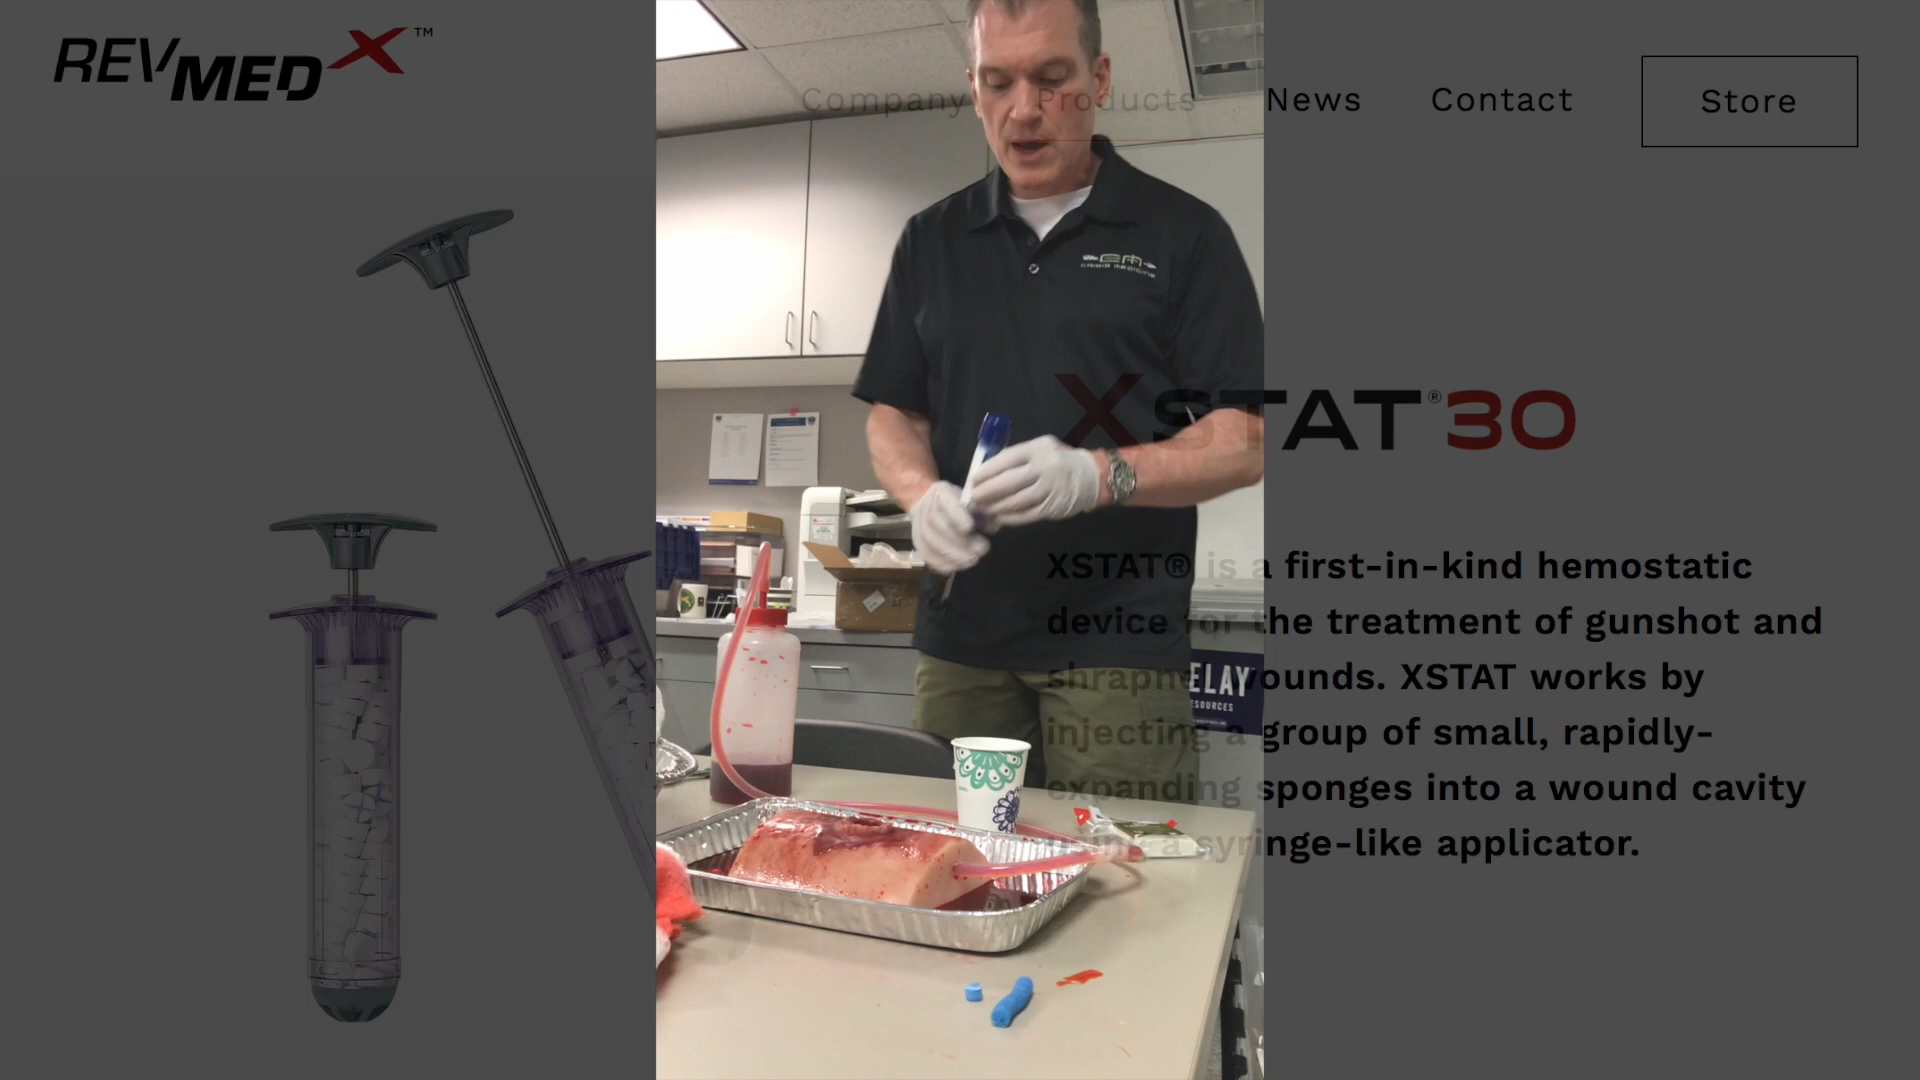 REVMEDX™
Company
Products
News
Contact
Store
XSTAT®30
XSTAT® is a first-in-kind hemostatic
device for the treatment of gunshot and
shrapnel wounds. XSTAT works by
injecting a group of small, rapidly-
expanding sponges into a wound cavity
using a syringe-like applicator.
ELAY
ESOURCES